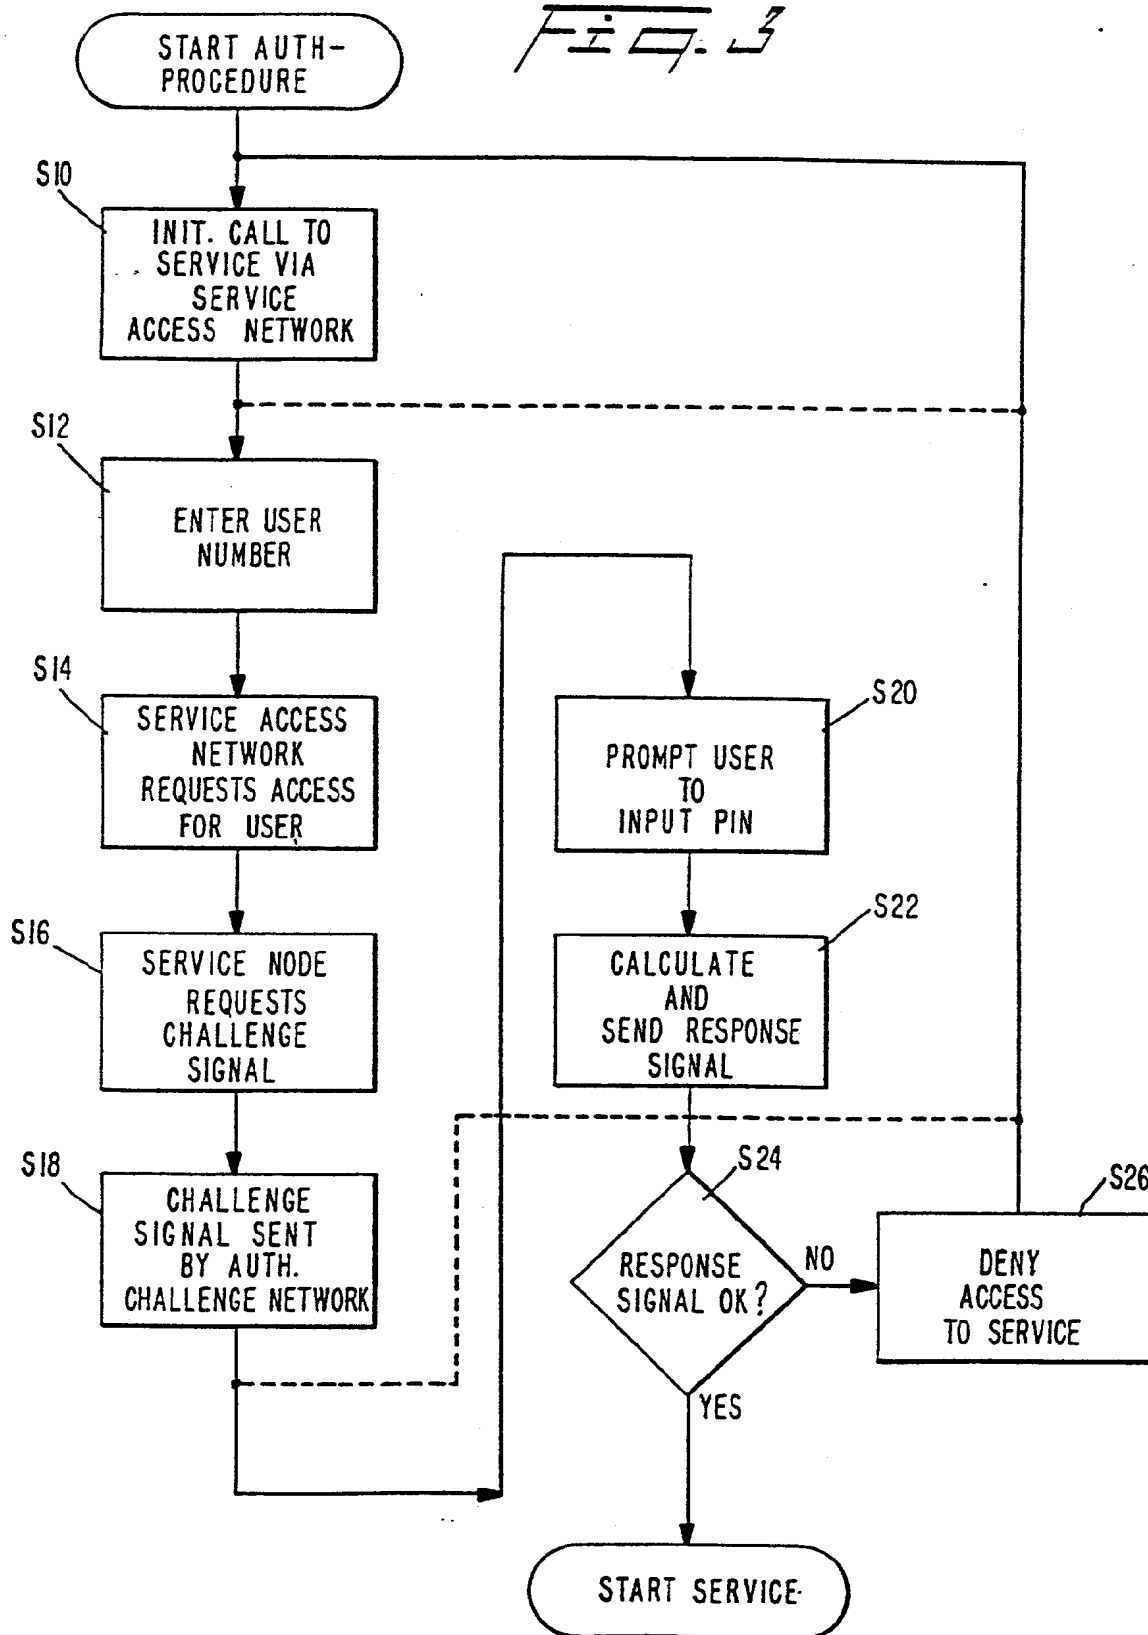 Fig. 3
START AUTH-
PROCEDURE
S10
INIT. CALL TO
SERVICE VIA
SERVICE
ACCESS NETWORK
S12
ENTER USER
NUMBER
S14
SERVICE ACCESS
NETWORK
REQUESTS ACCESS
FOR USER
S16
SERVICE NODE
REQUESTS
CHALLENGE
SIGNAL
S18
CHALLENGE
SIGNAL SENT
BY AUTH.
CHALLENGE NETWORK
S20
PROMPT USER
TO
INPUT PIN
S22
CALCULATE
AND
SEND RESPONSE
SIGNAL
S24
RESPONSE
SIGNAL OK?
NO
YES
S26
DENY
ACCESS
TO SERVICE
START SERVICE